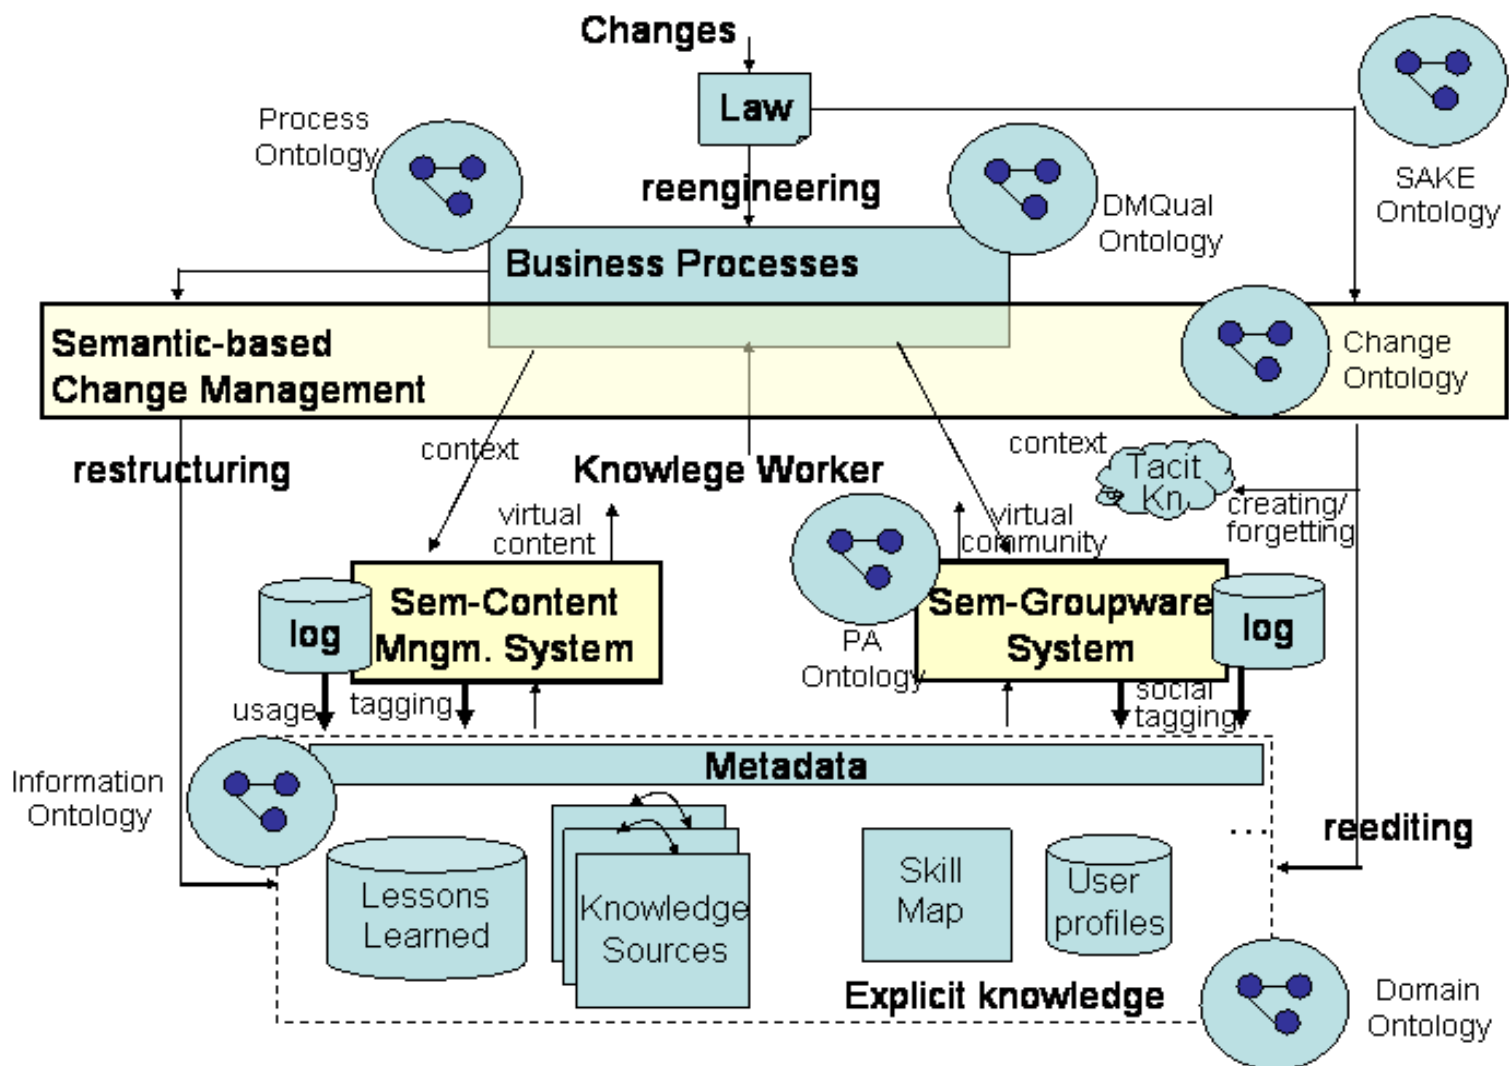 Changes
Law
Process
Ontology
reengineering
DMQual
Ontology
SAKE
Ontology
Business Processes
Semantic-based
Change Management
Change
Ontology
restructuring
context
Knowlege Worker
context
Tacit
Kn
creating/
forgetting
virtual
content
virtual
community
log
Sem-Content
Mngm. System
PA
Ontology
Sem-Groupware
System
log
usage
tagging
social
tagging
Information
Ontology
Metadata
...
reediting
Lessons
Learned
Knowledge
Sources
Skill
Map
User
profiles
Explicit knowledge
Domain
Ontology